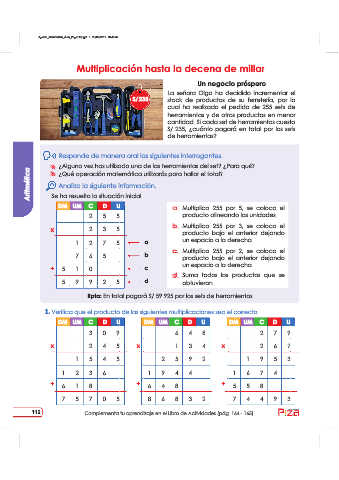 Multiplicación hasta la decena de millar
Un negocio próspero
La señora Olga ha decidido incrementar el
stock de productos de su ferretería, por lo
cual ha realizado el pedido de 255 sets de
herramientas y de otros productos en menor
cantidad. Si cada set de herramientas cuesta
S/ 235, ¿cuánto pagará en total por los sets
de herramientas?
S/ 235
Aritmética
Responde de manera oral las siguientes interrogantes.
¿Alguna vez has utilizado una de las herramientas del set? ¿Para qué?
¿Qué operación matemática utilizarás para hallar el total?
Analiza la siguiente información.
Se ha resuelto la situación inicial
DM UM C D U
2 5 5
x 2 3 5
1 2 7 5 a
7 6 5 b
+ 5 1 0 c
5 9 9 2 5 d
a. Multiplica 255 por 5, se coloca el
producto alineando las unidades
b. Multiplica 255 por 3, se coloca el
producto bajo el anterior dejando
un espacio a la derecha
c. Multiplica 255 por 2, se coloca el
producto bajo el anterior dejando
un espacio a la derecha
d. Suma todos los productos que se
obtuvieron
Rpta: En total pagará S/ 59 925 por los sets de herramientas
1. Verifica que el producto de las siguientes multiplicaciones sea el correcto
DM UM C D U DM UM C D U DM UM C D U
3 0 9 6 4 8 2 7 9
x 2 4 5 x 1 3 4 x 2 6 7
1 5 4 5 2 5 9 2 1 9 5 3
1 2 3 6 1 9 4 4 1 6 7 4
+ 6 1 8 + 6 4 8 + 5 5 8
7 5 7 0 5 8 6 8 3 2 7 4 4 9 3
Complementa tu aprendizaje en el Libro de Actividades (pág. 164 - 165)